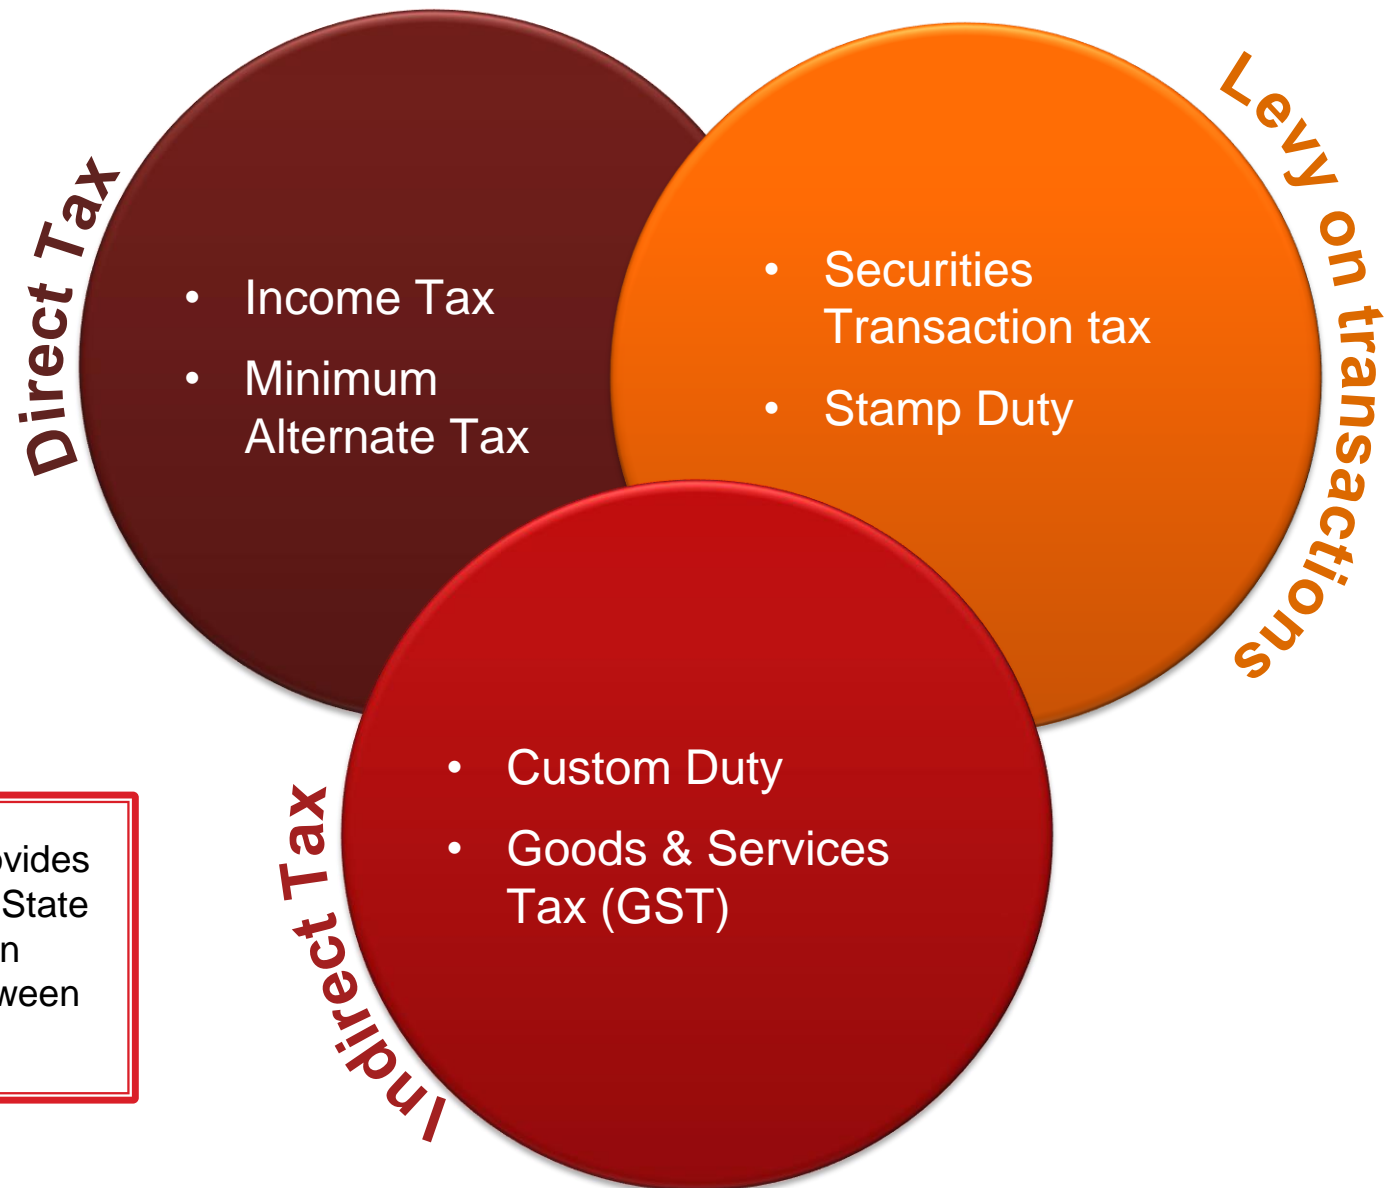 Direct Tax
• Income Tax
• Minimum
Alternate Tax
Levy on transactions
• Securities
Transaction tax
• Stamp Duty
Indirect Tax
• Custom Duty
• Goods & Services
Tax (GST)
State